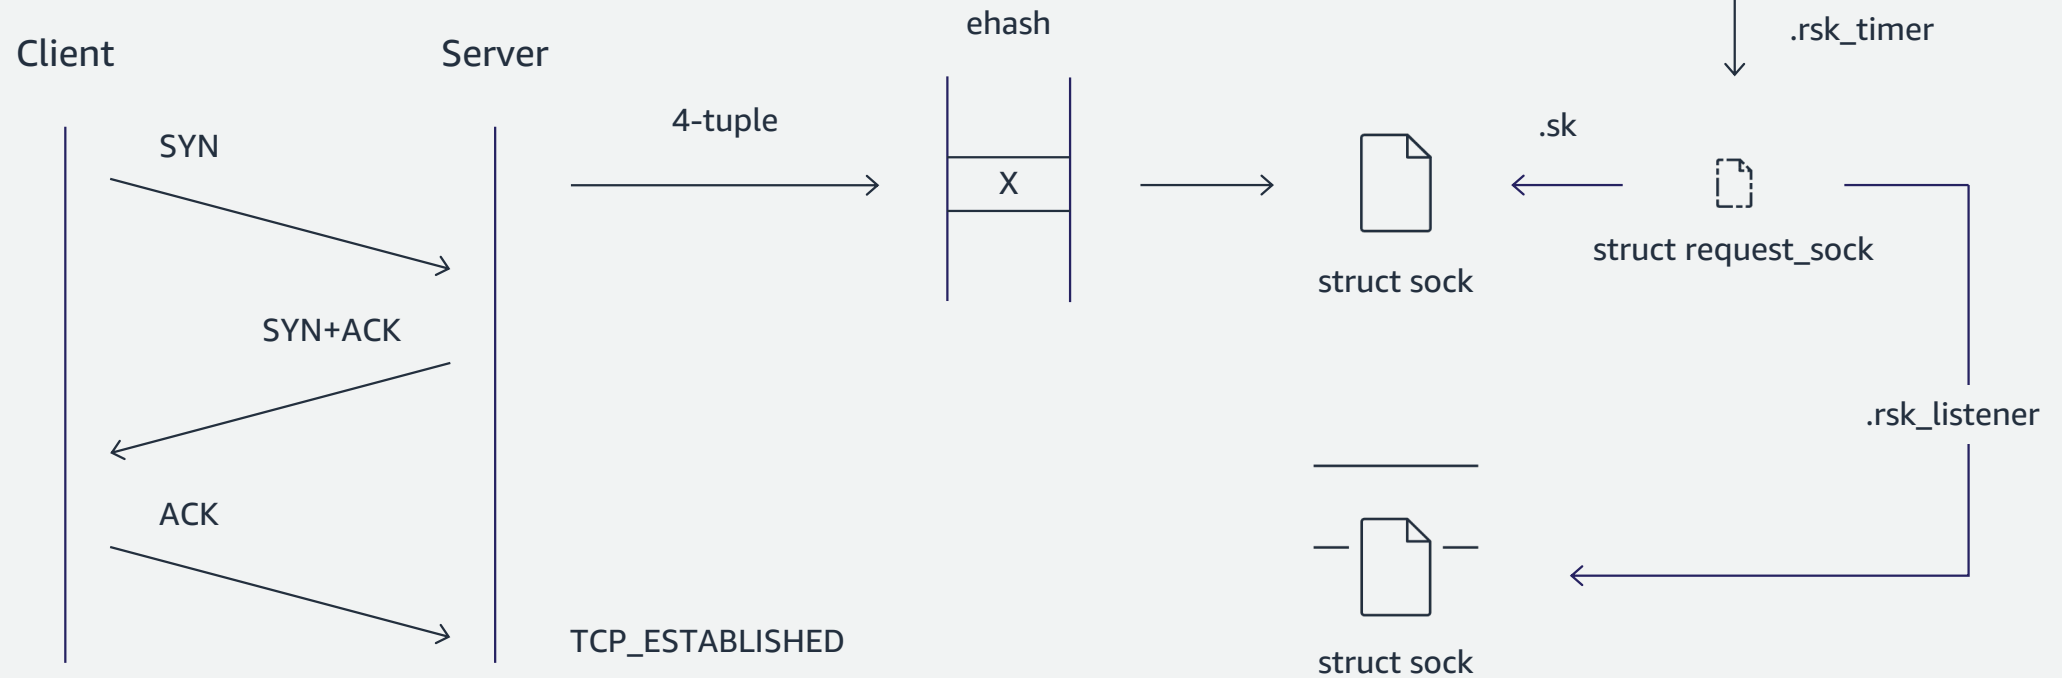 Client
Server
ehash
.rsk_timer
SYN
4-tuple
.sk
X
struct sock
struct request_sock
SYN+ACK
.rsk_listener
ACK
TCP_ESTABLISHED
struct sock